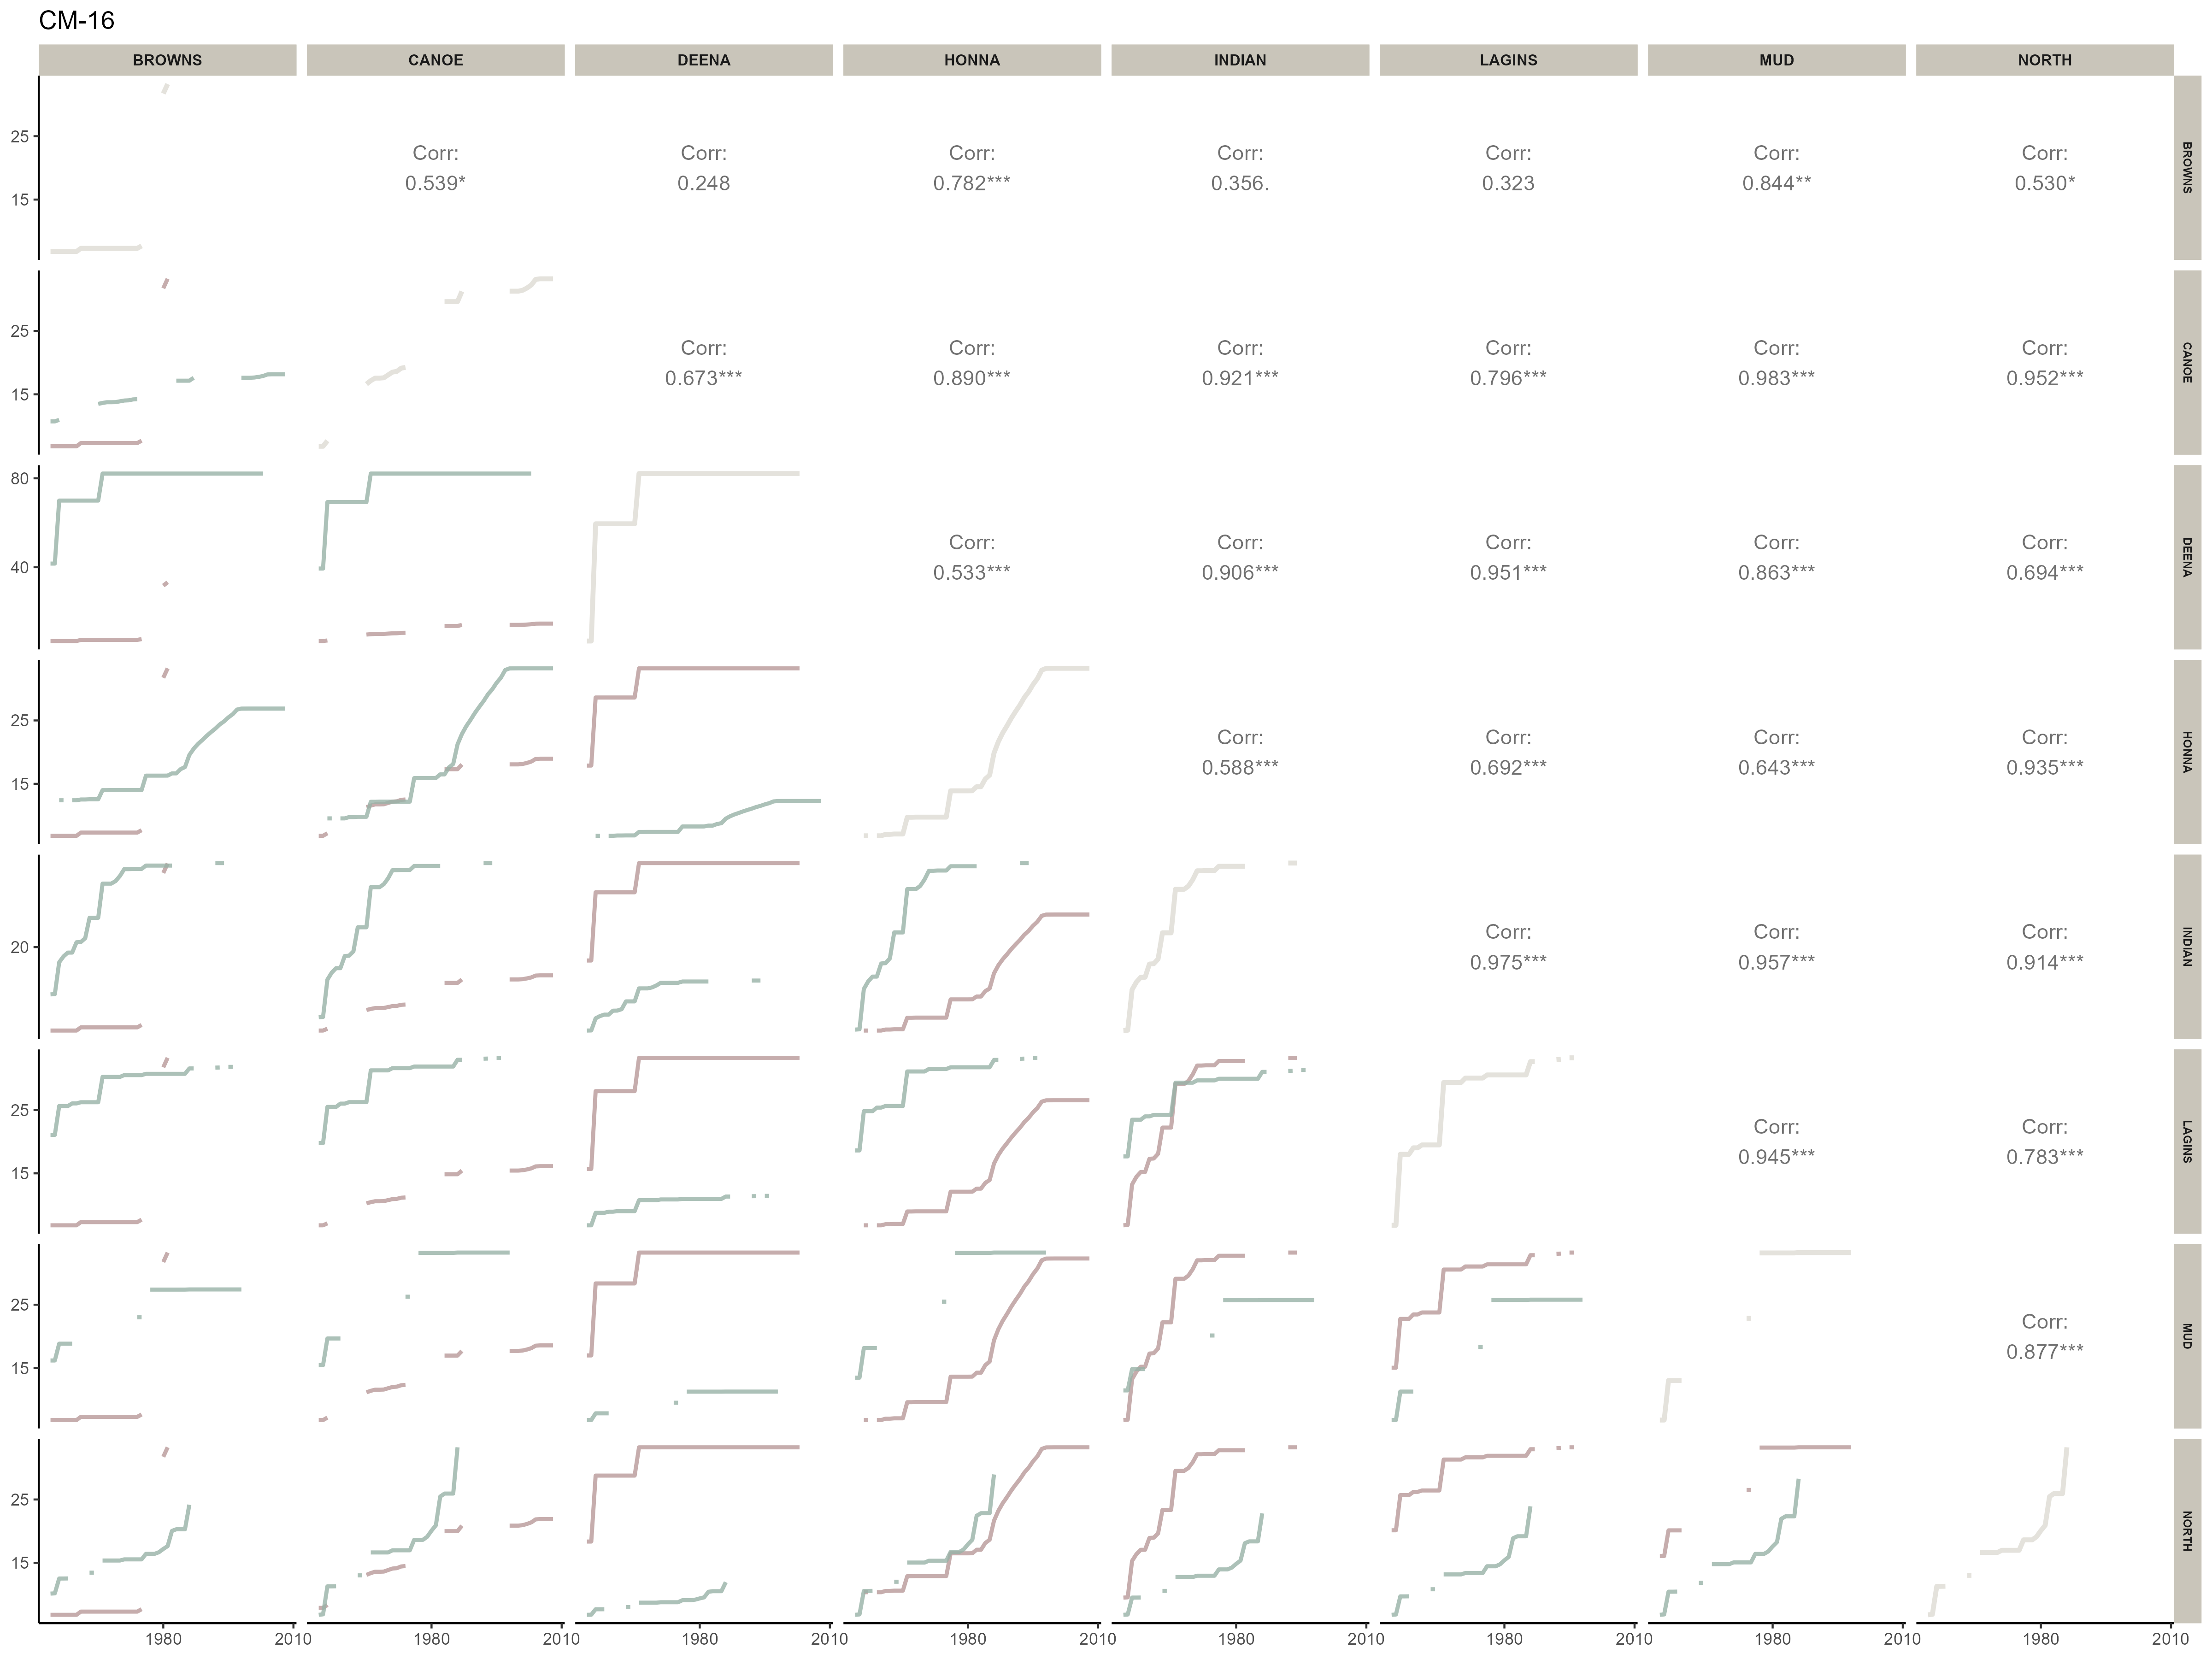 CM-16
BROWNS CANOE DEENA HONNA INDIAN LAGINS MUD NORTH
25
15
Corr: Corr: Corr: Corr: Corr: Corr: Corr:
0.539* 0.248 0.782*** 0.356. 0.323 0.844** 0.530*
BROWNS
25
15
Corr: Corr: Corr: Corr: Corr: Corr:
0.673*** 0.890*** 0.921*** 0.796*** 0.983*** 0.952***
CANOE
80
40
Corr: Corr: Corr: Corr: Corr:
0.533*** 0.906*** 0.951*** 0.863*** 0.694***
DEENA
25
15
Corr: Corr: Corr: Corr:
0.588*** 0.692*** 0.643*** 0.935***
HONNA
20
Corr: Corr: Corr:
0.975*** 0.957*** 0.914***
INDIAN
25
15
Corr: Corr:
0.945*** 0.783***
LAGINS
25
15
Corr:
0.877***
MUD
25
15
NORTH
1980 2010 1980 2010 1980 2010 1980 2010 1980 2010 1980 2010 1980 2010 1980 2010